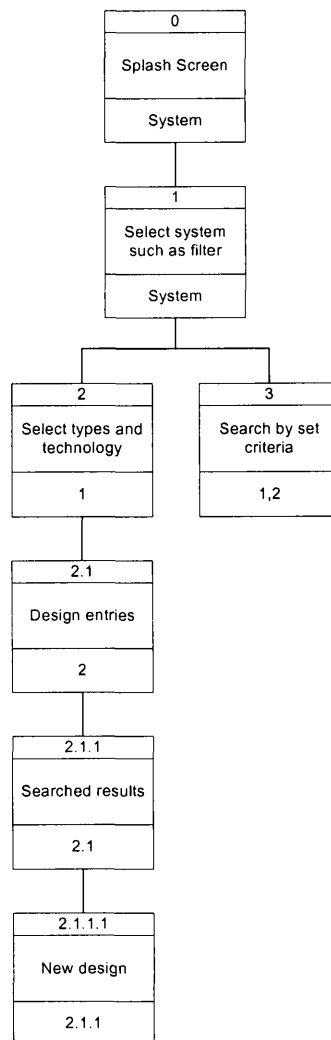 0
Splash Screen
System
1
Select system
such as filter
System
2
Select types and
technology
1
3
Search by set
criteria
1,2
2.1
Design entries
2
2.1.1
Searched results
2.1
2.1.1.1
New design
2.1.1